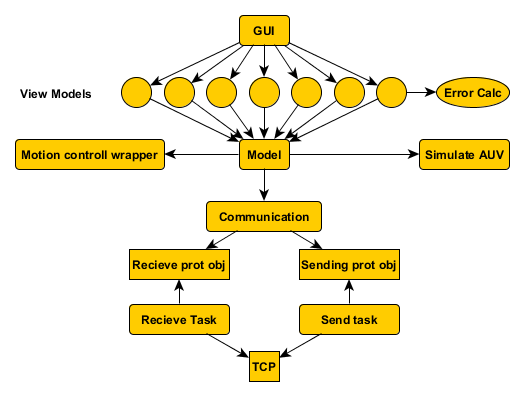 GUI
View Models
Error Calc
Motion controll wrapper
Model
Simulate AUV
Communication
Recieve prot obj
Sending prot obj
Recieve Task
Send task
TCP